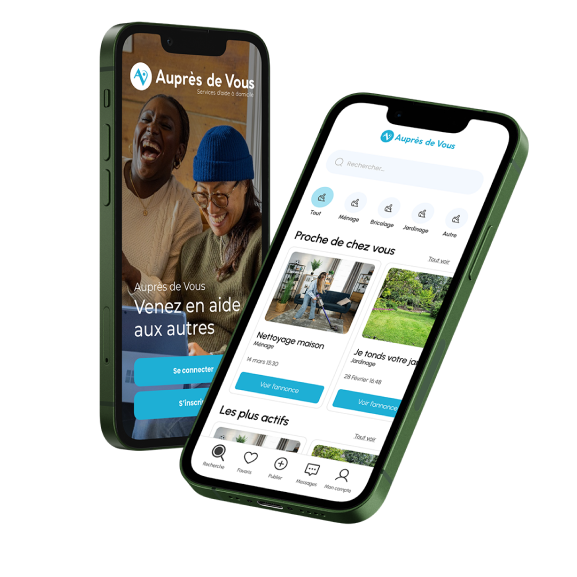 Auprès de Vous
Services d'aide à domicile
Auprès de Vous
Venez en aide
aux autres
Se connecter
S'inscri
Auprès de Vous
Rechercher...
Tout
Ménage
Bricolage
Jardinage
Autre
Proche de chez vous
Tout voir
Nettoyage maison
Ménage
14 mars 15:30
Voir l'annonce
Je tonds votre jar
Jardinage
28 Février 16:48
Voir l'annonce
Les plus actifs
Tout voir
Recherche
Favoris
Publier
Messages
Mon compte